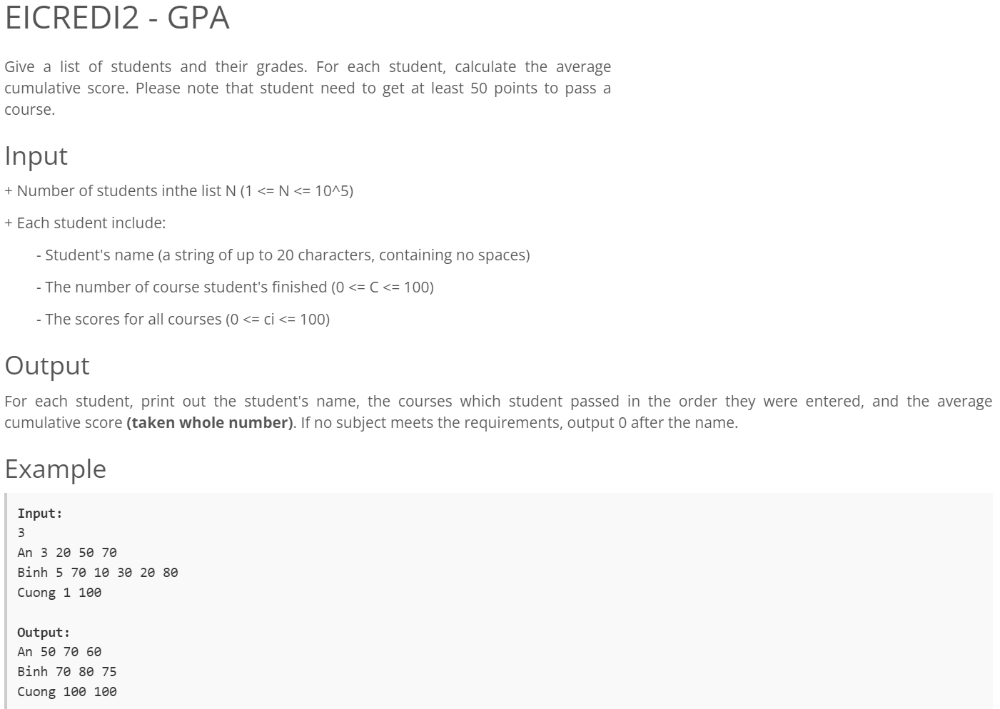 EICREDI2 - GPA
Give a list of students and their grades. For each student, calculate the average
cumulative score. Please note that student need to get at least 50 points to pass a
course.
Input
+ Number of students inthe list N (1 <= N <= 10^5)
+ Each student include:
- Student's name (a string of up to 20 characters, containing no spaces)
- The number of course student's finished (0 <= C <= 100)
- The scores for all courses (0 <= ci <= 100)
Output
For each student, print out the student's name, the courses which student passed in the order they were entered, and the average
cumulative score (taken whole number). If no subject meets the requirements, output 0 after the name.
Example
Input:
3
An 3 20 50 70
Binh 5 70 10 30 20 80
Cuong 1 100
Output:
An 50 70 60
Binh 70 80 75
Cuong 100 100